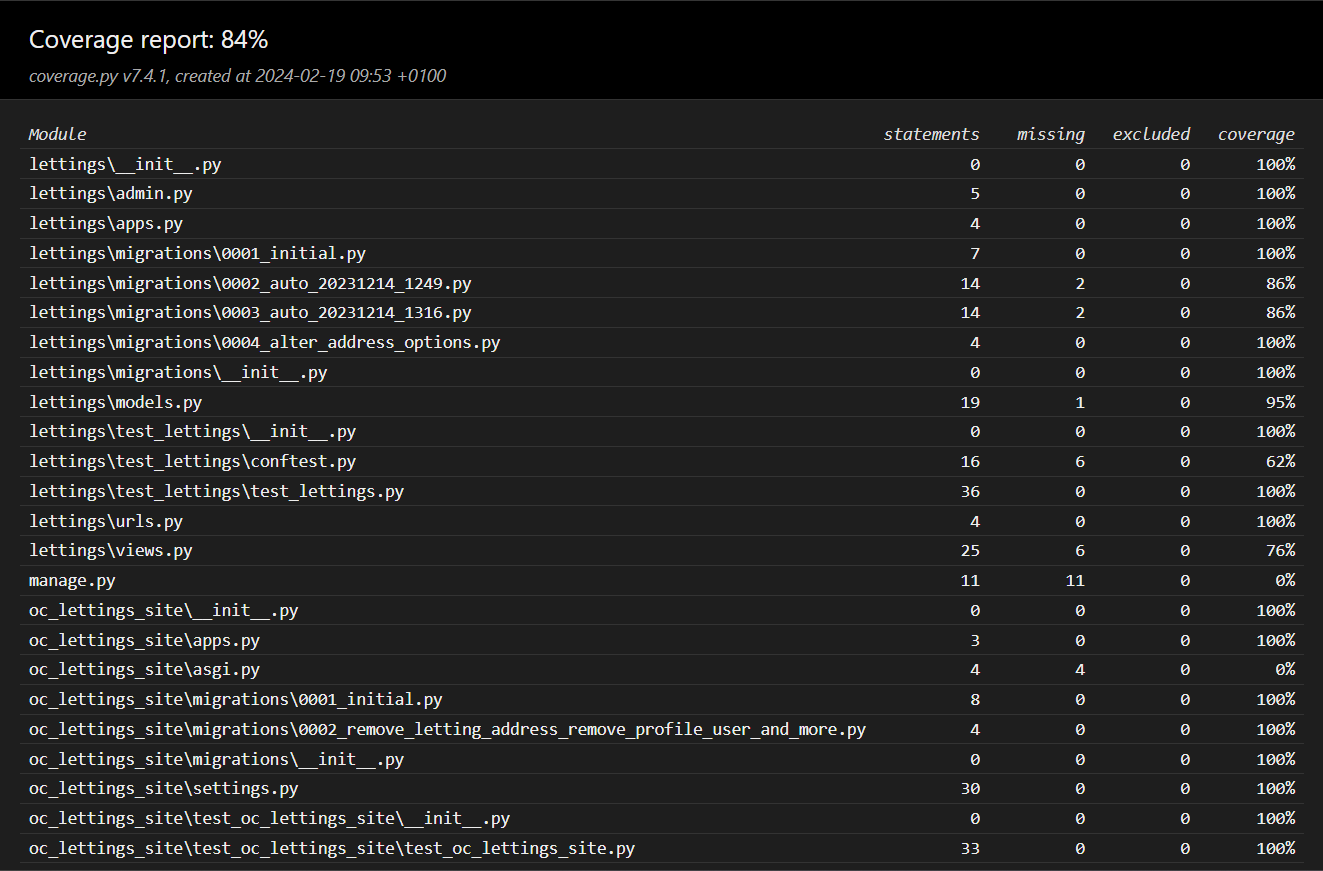 Coverage report: 84%
coverage.py v7.4.1, created at 2024-02-19 09:53 +0100
Module statements missing excluded coverage
lettings\__init__.py 0 0 0 100%
lettings\admin.py 5 0 0 100%
lettings\apps.py 4 0 0 100%
lettings\migrations\0001_initial.py 7 0 0 100%
lettings\migrations\0002_auto_20231214_1249.py 14 2 0 86%
lettings\migrations\0003_auto_20231214_1316.py 14 2 0 86%
lettings\migrations\0004_alter_address_options.py 4 0 0 100%
lettings\migrations\__init__.py 0 0 0 100%
lettings\models.py 19 1 0 95%
lettings\test_lettings\__init__.py 0 0 0 100%
lettings\test_lettings\conftest.py 16 6 0 62%
lettings\test_lettings\test_lettings.py 36 0 0 100%
lettings\urls.py 4 0 0 100%
lettings\views.py 25 6 0 76%
manage.py 11 11 0 0%
oc_lettings_site\__init__.py 0 0 0 100%
oc_lettings_site\apps.py 3 0 0 100%
oc_lettings_site\asgi.py 4 4 0 0%
oc_lettings_site\migrations\0001_initial.py 8 0 0 100%
oc_lettings_site\migrations\0002_remove_letting_address_remove_profile_user_and_more.py 4 0 0 100%
oc_lettings_site\migrations\__init__.py 0 0 0 100%
oc_lettings_site\settings.py 30 0 0 100%
oc_lettings_site\test_oc_lettings_site\__init__.py 0 0 0 100%
oc_lettings_site\test_oc_lettings_site\test_oc_lettings_site.py 33 0 0 100%